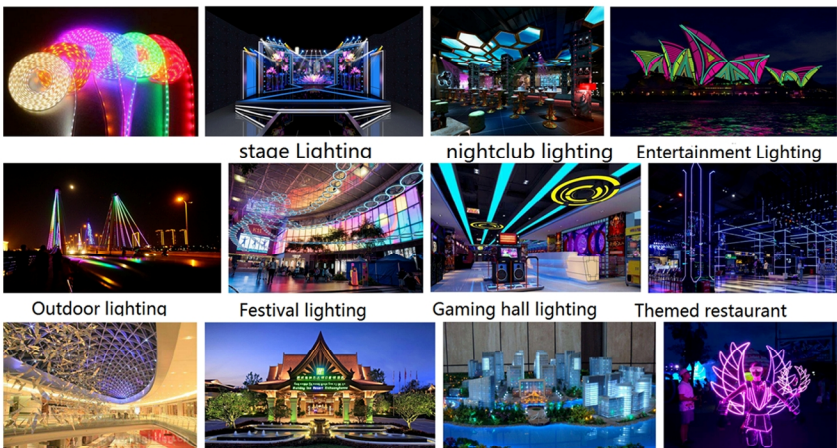 stage Lighting
nightclub lighting
Entertainment Lighting
Outdoor lighting
Festival lighting
Gaming hall lighting
Themed restaurant